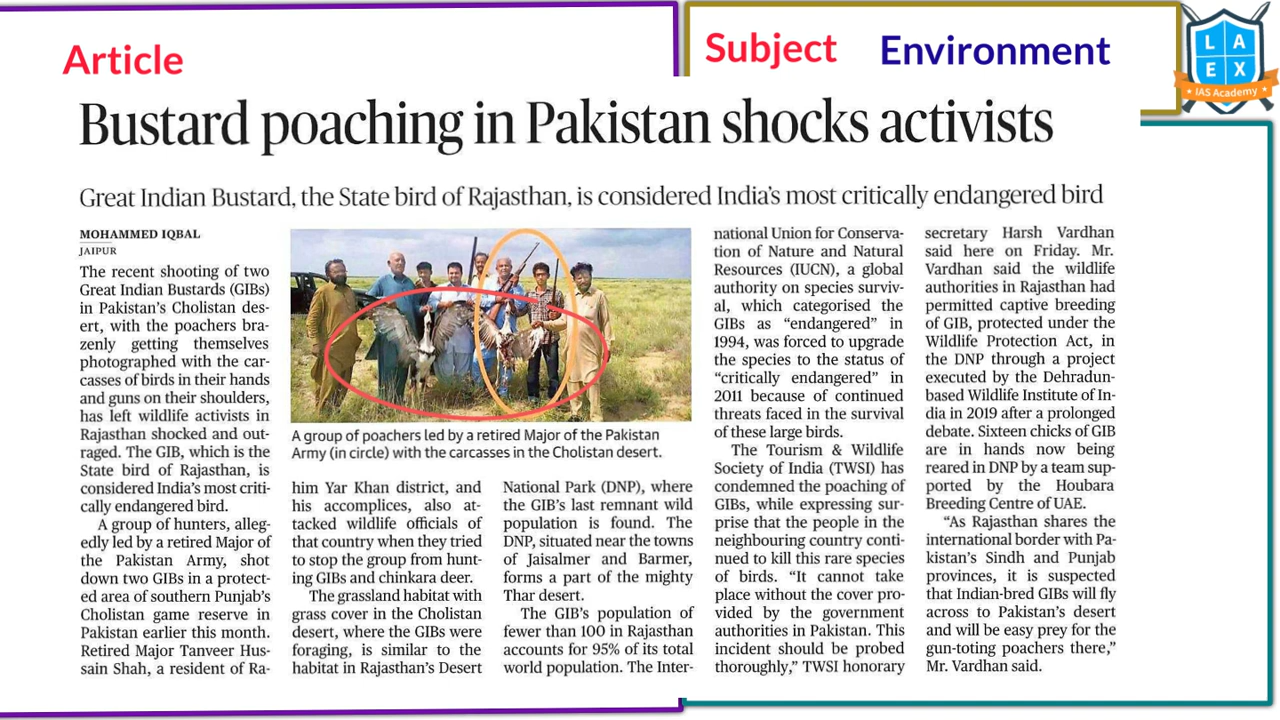 Article
Subject Environment
L A
E X
IAS Academy
Bustard poaching in Pakistan shocks activists
Great Indian Bustard, the State bird of Rajasthan, is considered India's most critically endangered bird
MOHAMMED IQBAL
JAIPUR
The recent shooting of two
Great Indian Bustards (GIBs)
in Pakistan's Cholistan des-
ert, with the poachers bra-
zenly getting themselves
photographed with the car-
casses of birds in their hands
and guns on their shoulders,
has left wildlife activists in
Rajasthan shocked and out-
raged. The GIB, which is the
State bird of Rajasthan, is
considered India's most criti-
cally endangered bird.
A group of hunters, alleg-
edly led by a retired Major of
the Pakistan Army, shot
down two GIBs in a protect-
ed area of southern Punjab's
Cholistan game reserve in
Pakistan earlier this month.
Retired Major Tanveer Hus-
sain Shah, a resident of Ra-
A group of poachers led by a retired Major of the Pakistan
Army (in circle) with the carcasses in the Cholistan desert.
him Yar Khan district, and
his accomplices, also at-
tacked wildlife officials of
that country when they tried
to stop the group from hunt-
ing GIBs and chinkara deer.
The grassland habitat with
grass cover in the Cholistan
desert, where the GIBs were
foraging, is similar to the
habitat in Rajasthan's Desert
National Park (DNP), where
the GIB's last remnant wild
population is found. The
DNP, situated near the towns
of Jaisalmer and Barmer,
forms a part of the mighty
Thar desert.
The GIB's population of
fewer than 100 in Rajasthan
accounts for 95% of its total
world population. The Inter-
national Union for Conserva-
tion of Nature and Natural
Resources (IUCN), a global
authority on species surviv-
al, which categorised the
GIBs as "endangered" in
1994, was forced to upgrade
the species to the status of
"critically endangered" in
2011 because of continued
threats faced in the survival
of these large birds.
The Tourism & Wildlife
Society of India (TWSI) has
condemned the poaching of
GIBs, while expressing sur-
prise that the people in the
neighbouring country conti-
nued to kill this rare species
of birds. "It cannot take
place without the cover pro-
vided by the government
authorities in Pakistan. This
incident should be probed
thoroughly," TWSI honorary
secretary Harsh Vardhan
said here on Friday. Mr.
Vardhan said the wildlife
authorities in Rajasthan had
permitted captive breeding
of GIB, protected under the
Wildlife Protection Act, in
the DNP through a project
executed by the Dehradun-
based Wildlife Institute of In-
dia in 2019 after a prolonged
debate. Sixteen chicks of GIB
are in hands now being
reared in DNP by a team sup-
ported by the Houbara
Breeding Centre of UAE.
"As Rajasthan shares the
international border with Pa-
kistan's Sindh and Punjab
provinces, it is suspected
that Indian-bred GIBs will fly
across to Pakistan's desert
and will be easy prey for the
gun-toting poachers there,"
Mr. Vardhan said.